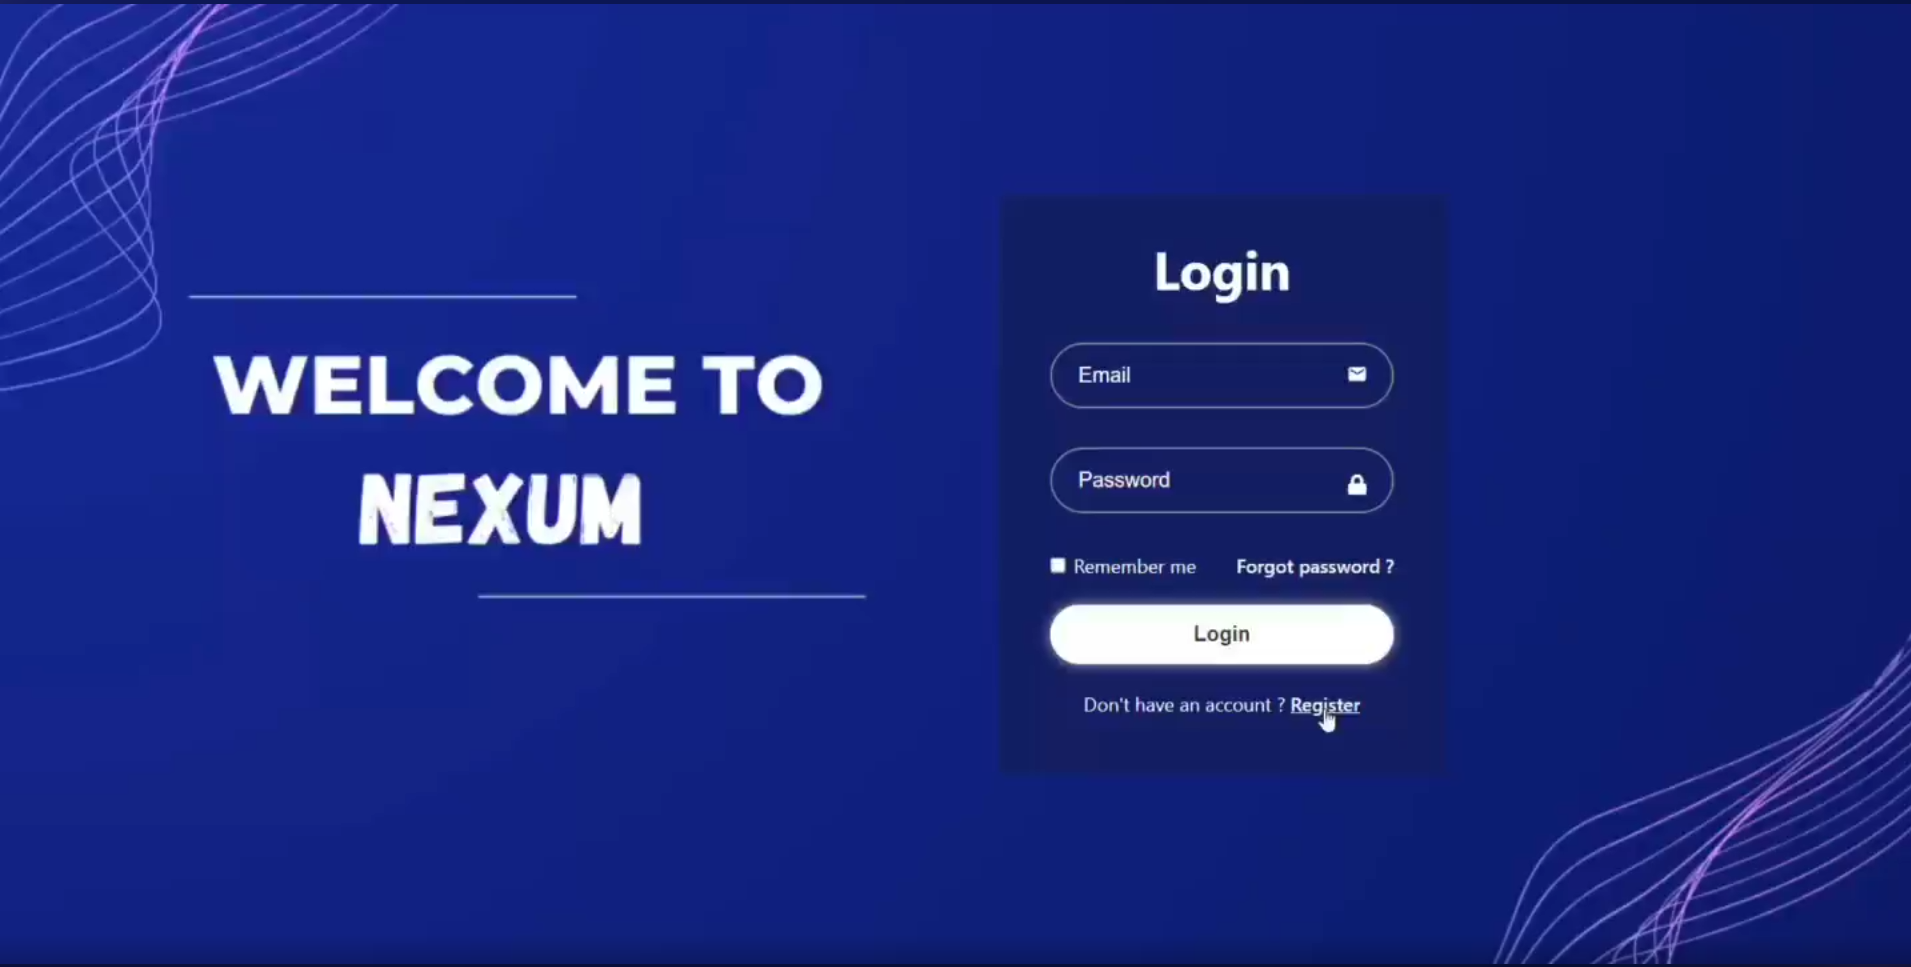 WELCOME TO
NEXUM
Login
Email
Password
Remember me
Forgot password ?
Login
Don't have an account ? Register